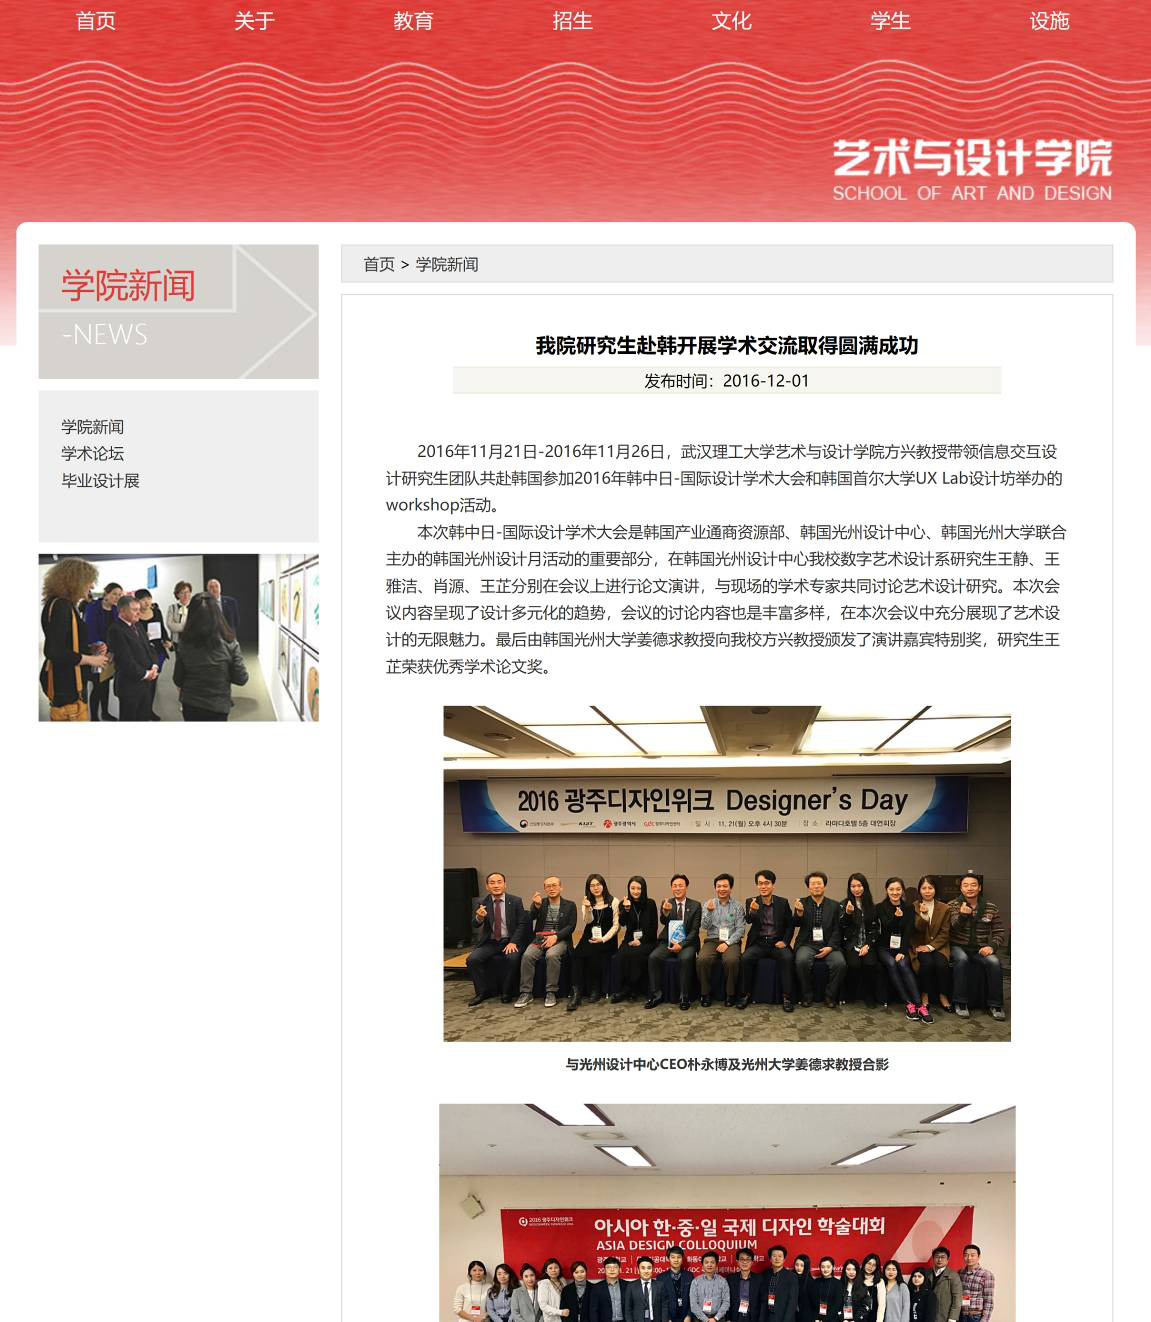 首页 关于 教育 招生 文化 学生 设施
艺术与设计学院
SCHOOL OF ART AND DESIGN
学院新闻
-NEWS
学院新闻
学术论坛
毕业设计展
首页 > 学院新闻
我院研究生赴韩开展学术交流取得圆满成功
发布时间：2016-12-01
2016年11月21日-2016年11月26日，武汉理工大学艺术与设计学院方兴教授带领信息交互设
计研究生团队共赴韩国参加2016年韩中日-国际设计学术大会和韩国首尔大学UX Lab设计坊举办的
workshop活动。
本次韩中日-国际设计学术大会是韩国产业通商资源部、韩国光州设计中心、韩国光州大学联合
主办的韩国光州设计月活动的重要部分，在韩国光州设计中心我校数字艺术设计系研究生王静、王
雅洁、肖源、王芷分别在会议上进行论文演讲，与现场的学术专家共同讨论艺术设计研究。本次会
议内容呈现了设计多元化的趋势，会议的讨论内容也是丰富多样，在本次会议中充分展现了艺术设
计的无限魅力。最后由韩国光州大学姜德求教授向我校方兴教授颁发了演讲嘉宾特别奖，研究生王
芷荣获优秀学术论文奖。
2016 광주디자인위크 Designer's Day
광주광역시 일 시 11, 21(월) 오후 4시 30분 장 소 라마다호텔 5층 대연회장
与光州设计中心CEO朴永博及光州大学姜德求教授合影
2016 광주디자인위크
아시아 한·중·일 국제 디자인 학술대회
ASIA DESIGN COLLOQUIUM